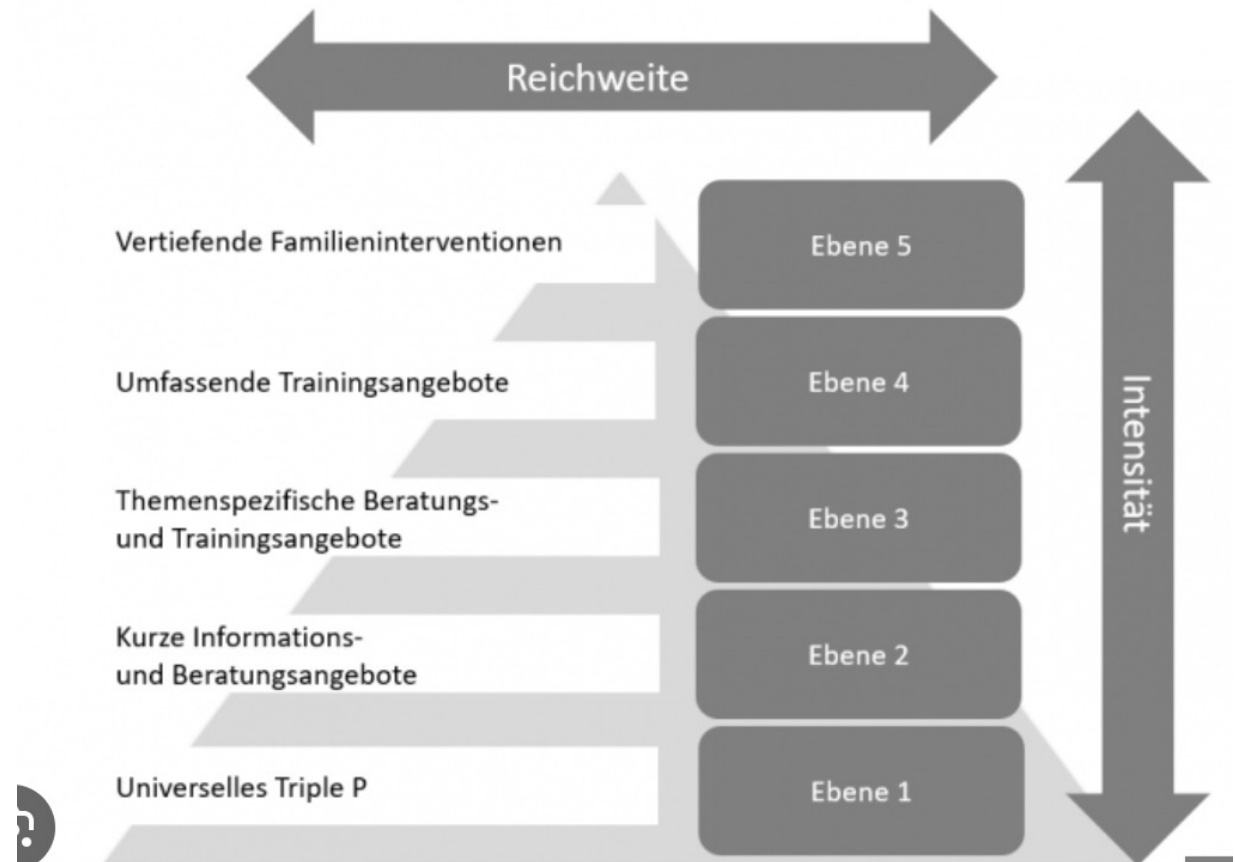 Reichweite
Vertiefende Familieninterventionen
Ebene 5
Umfassende Trainingsangebote
Ebene 4
Themenspezifische Beratungs-
und Trainingsangebote
Ebene 3
Kurze Informations-
und Beratungsangebote
Ebene 2
Universelles Triple P
Ebene 1
Intensität